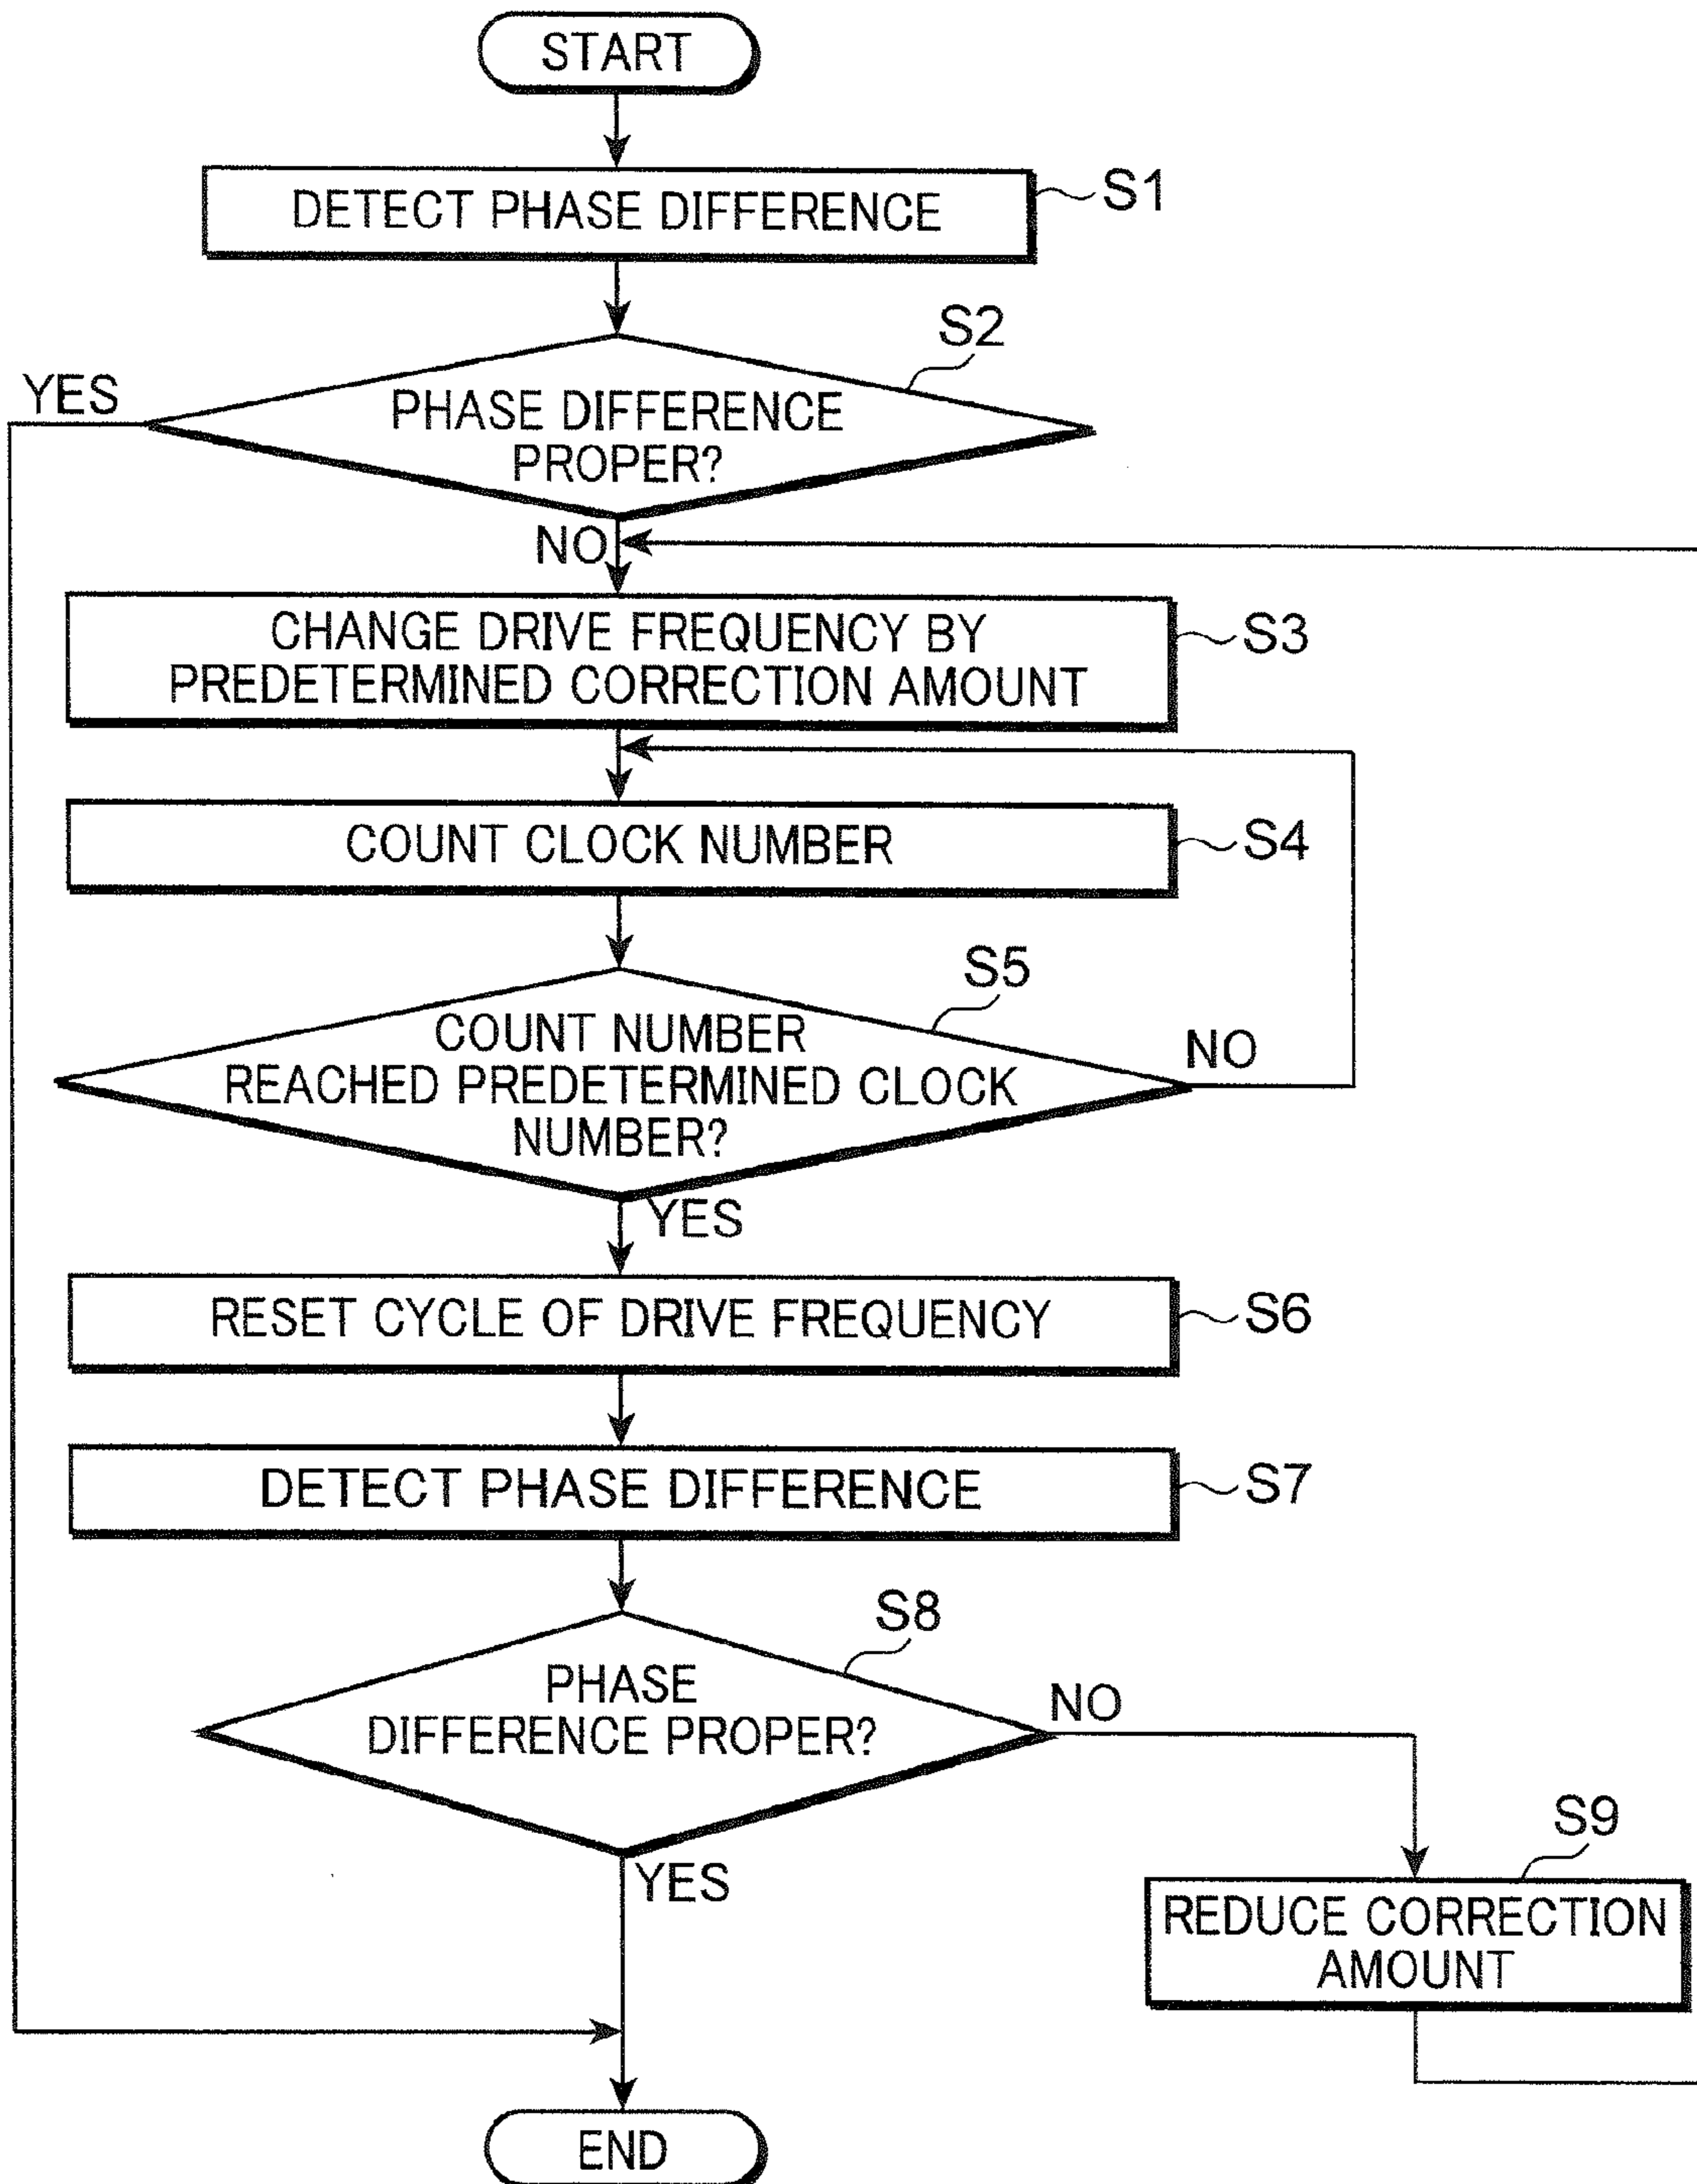 START
DETECT PHASE DIFFERENCE
S1
S2
YES
PHASE DIFFERENCE
PROPER?
NO
CHANGE DRIVE FREQUENCY BY
PREDETERMINED CORRECTION AMOUNT
S3
COUNT CLOCK NUMBER
S4
S5
COUNT NUMBER
REACHED PREDETERMINED CLOCK
NUMBER?
NO
YES
RESET CYCLE OF DRIVE FREQUENCY
S6
DETECT PHASE DIFFERENCE
S7
S8
PHASE
DIFFERENCE PROPER?
NO
YES
S9
REDUCE CORRECTION
AMOUNT
END